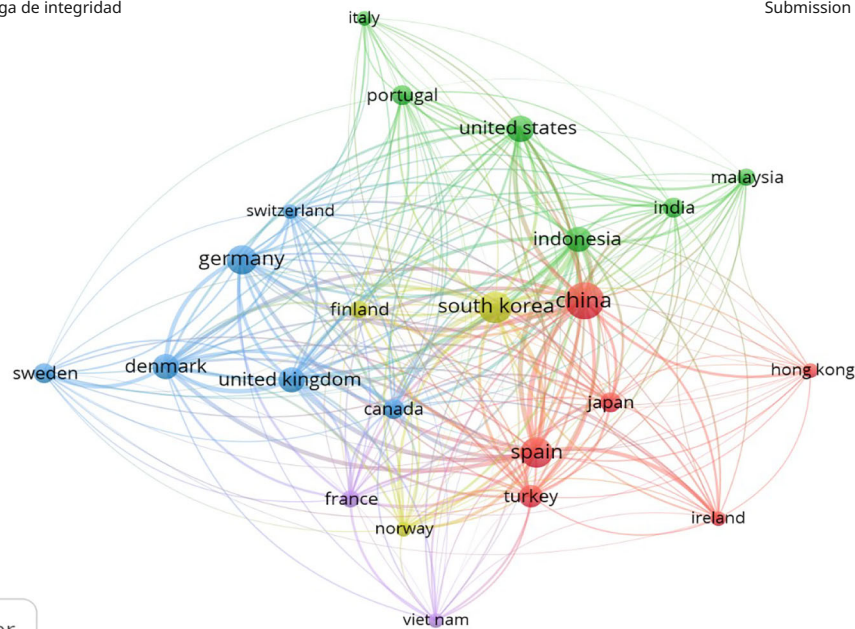 ga de integridad
Submission
italy
portugal
united states
malaysia
india
switzerland
indonesia
germany
china
south korea
finland
denmark
sweden
hong kong
united kingdom
japan
canada
spain
turkey
france
ireland
norway
viet nam